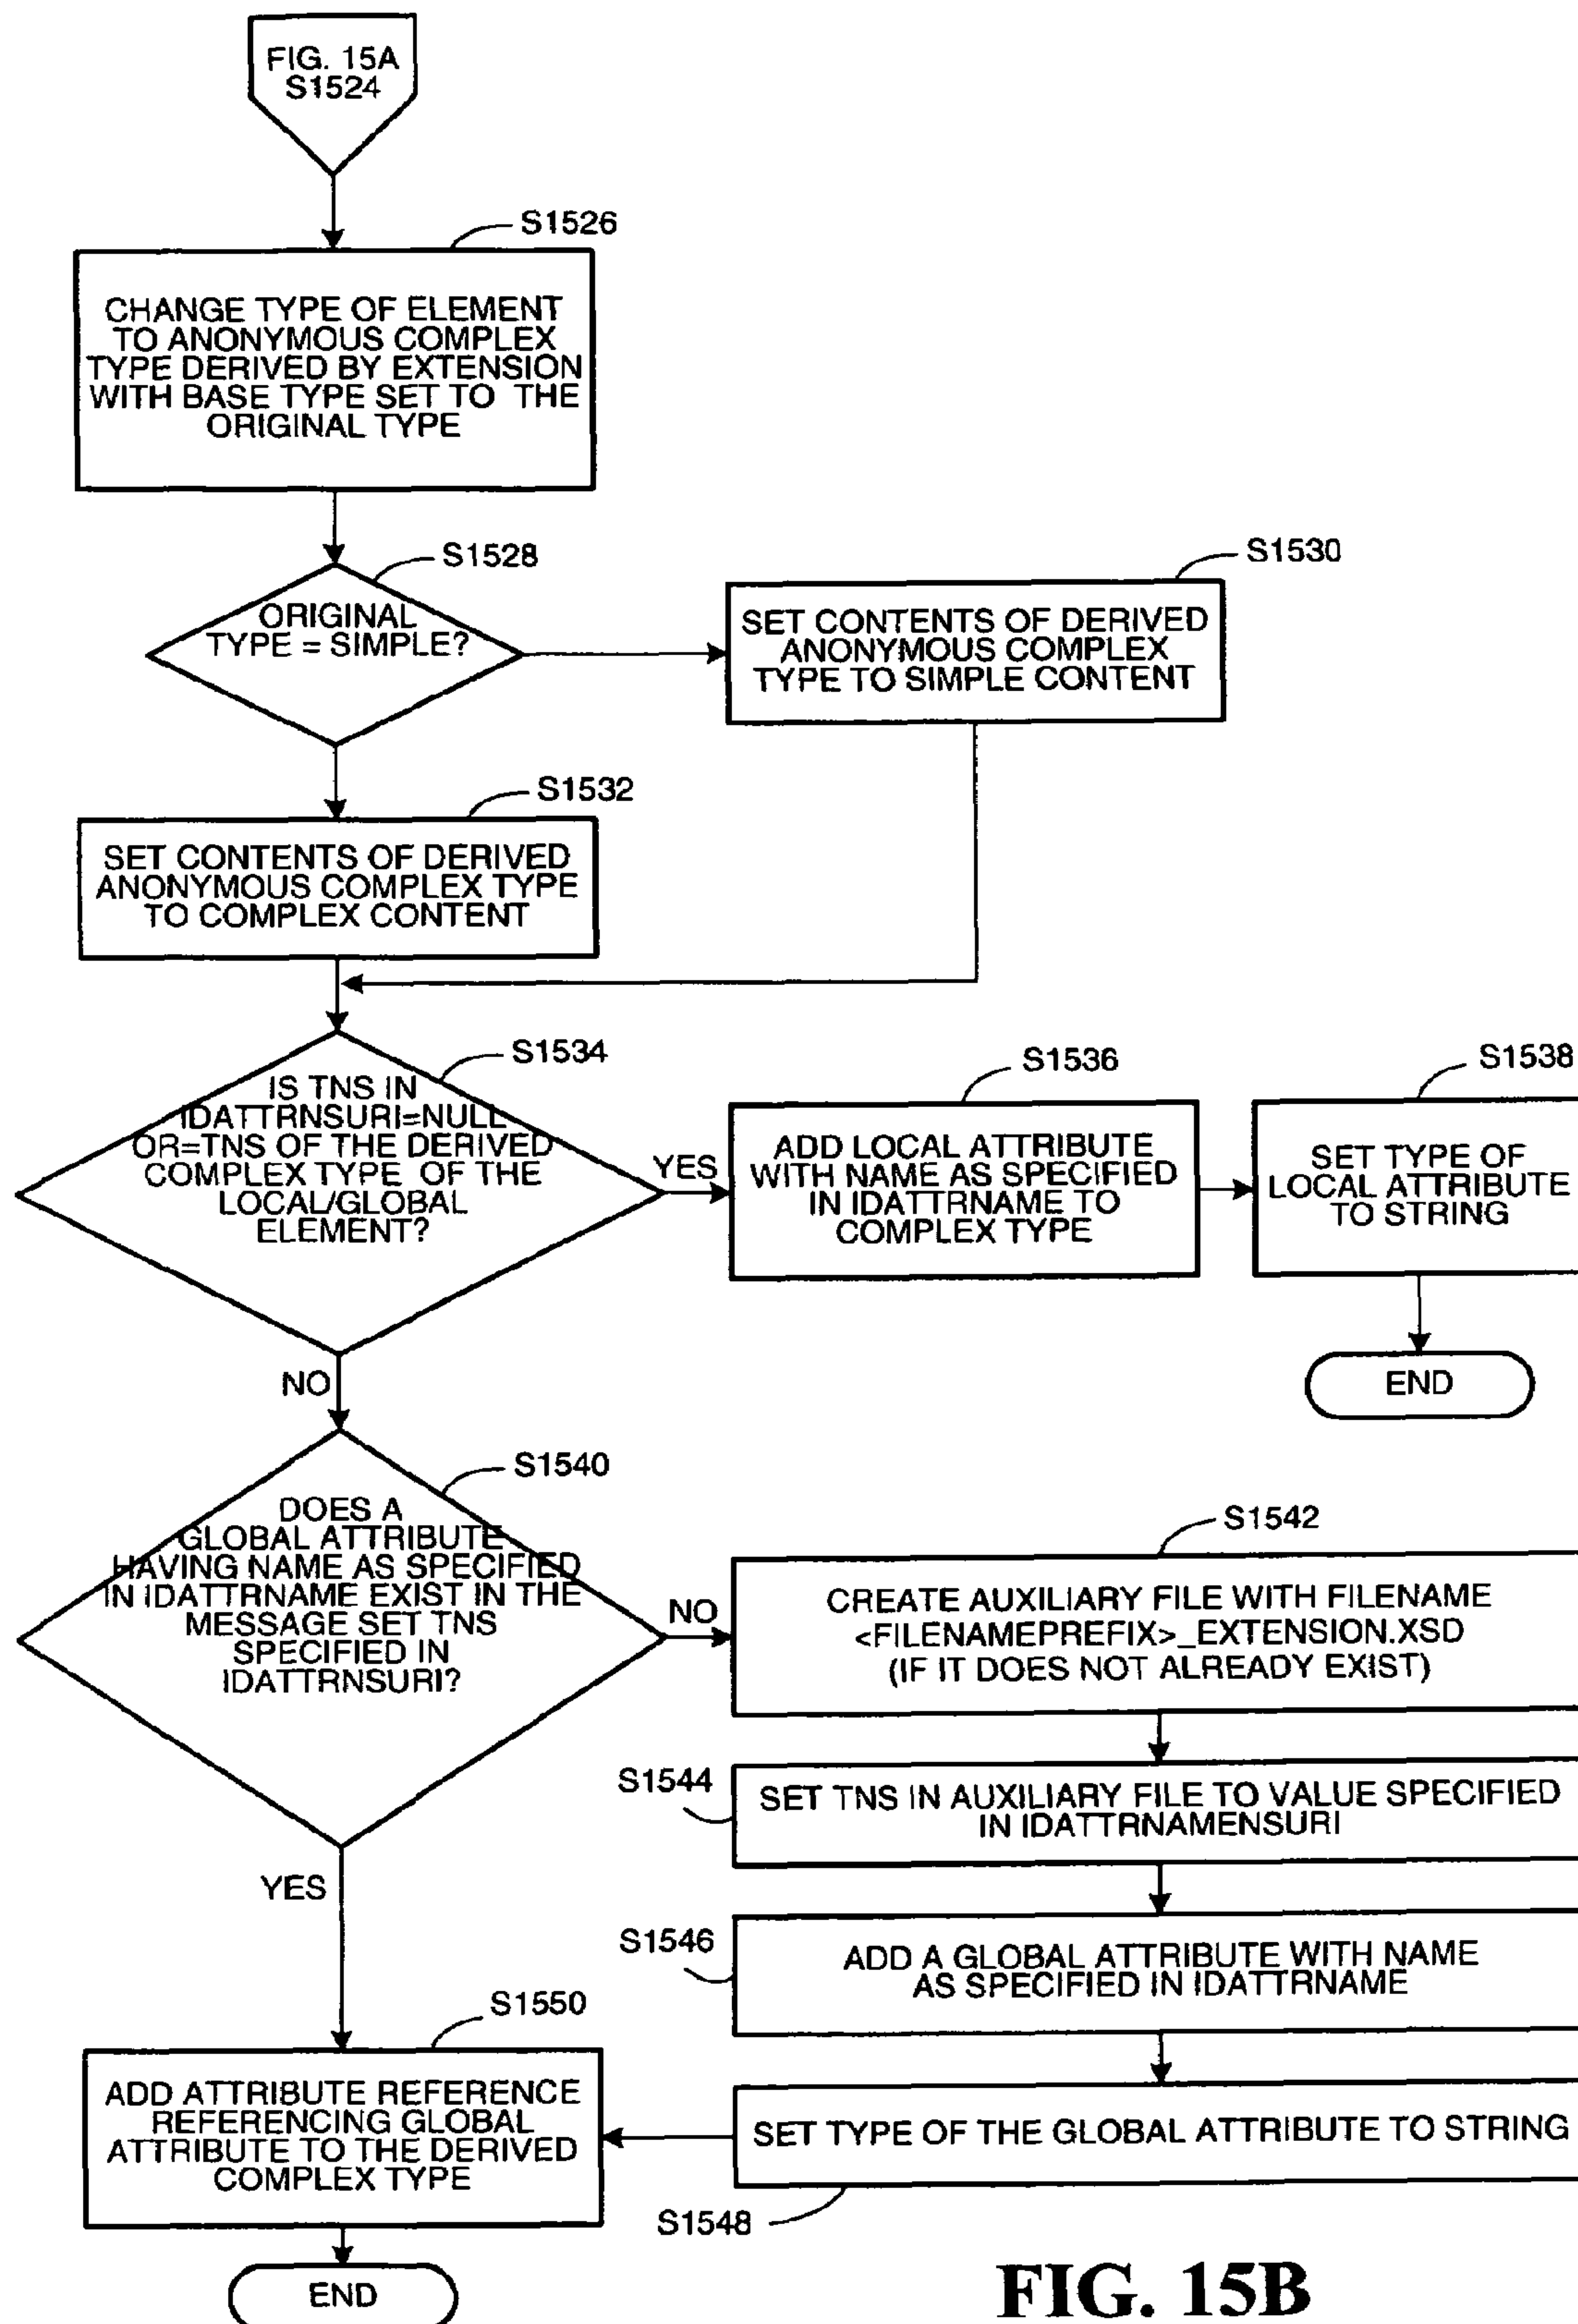 FIG. 15A
S1524
S1526
CHANGE TYPE OF ELEMENT
TO ANONYMOUS COMPLEX
TYPE DERIVED BY EXTENSION
WITH BASE TYPE SET TO THE
ORIGINAL TYPE
S1528
ORIGINAL
TYPE = SIMPLE?
S1530
SET CONTENTS OF DERIVED
ANONYMOUS COMPLEX
TYPE TO SIMPLE CONTENT
S1532
SET CONTENTS OF DERIVED
ANONYMOUS COMPLEX TYPE
TO COMPLEX CONTENT
S1534
IS TNS IN
IDATTRNSURI=NULL
OR=TNS OF THE DERIVED
COMPLEX TYPE OF THE
LOCAL/GLOBAL
ELEMENT?
YES
S1536
ADD LOCAL ATTRIBUTE
WITH NAME AS SPECIFIED
IN IDATTRNAME TO
COMPLEX TYPE
S1538
SET TYPE OF
LOCAL ATTRIBUTE
TO STRING
END
NO
S1540
DOES A
GLOBAL ATTRIBUTE
HAVING NAME AS SPECIFIED
IN IDATTRNAME EXIST IN THE
MESSAGE SET TNS
SPECIFIED IN
IDATTRNSURI?
NO
S1542
CREATE AUXILIARY FILE WITH FILENAME
<FILENAMEPREFIX>_EXTENSION.XSD
(IF IT DOES NOT ALREADY EXIST)
S1544
SET TNS IN AUXILIARY FILE TO VALUE SPECIFIED
IN IDATTRNAMENSURI
YES
S1546
ADD A GLOBAL ATTRIBUTE WITH NAME
AS SPECIFIED IN IDATTRNAME
S1550
ADD ATTRIBUTE REFERENCE
REFERENCING GLOBAL
ATTRIBUTE TO THE DERIVED
COMPLEX TYPE
SET TYPE OF THE GLOBAL ATTRIBUTE TO STRING
S1548
END
FIG. 15B